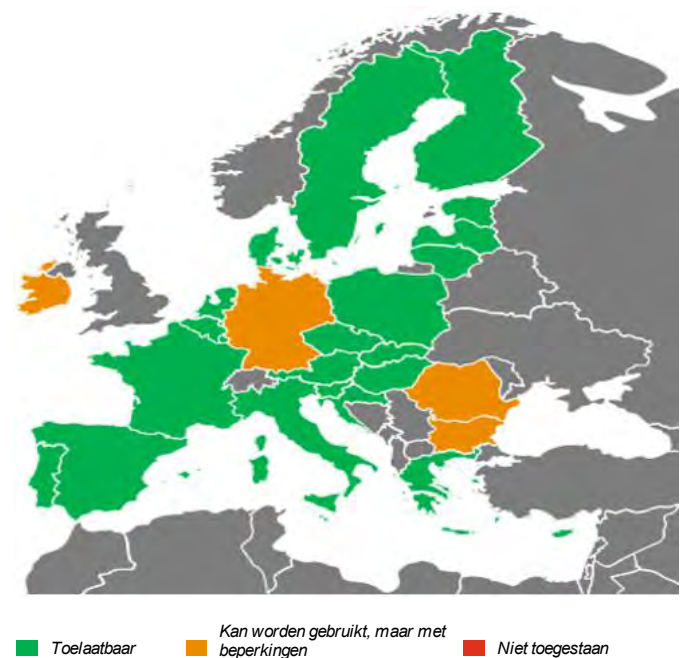 Toelaatbaar
Kan worden gebruikt, maar met
beperkingen
Niet toegestaan